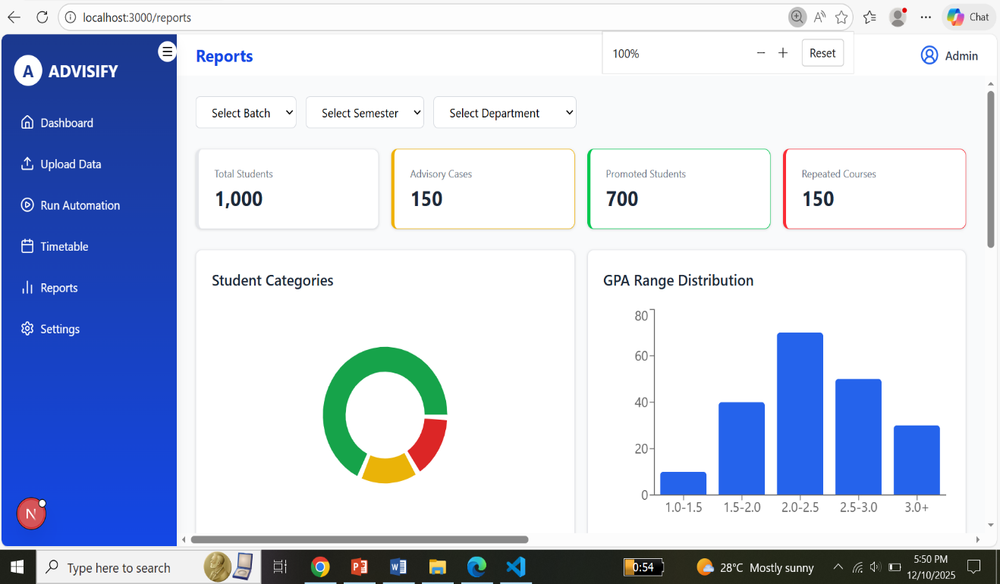 localhost:3000/reports
Chat
100%
Reset
A ADVISIFY
Reports
Admin
Dashboard
Upload Data
Run Automation
Timetable
Reports
Settings
N
Select Batch
Select Semester
Select Department
Total Students
1,000
Advisory Cases
150
Promoted Students
700
Repeated Courses
150
Student Categories
GPA Range Distribution
80
60
40
20
0
1.0-1.5 1.5-2.0 2.0-2.5 2.5-3.0 3.0+
Type here to search
0:54
28°C Mostly sunny
5:50 PM
12/10/2025